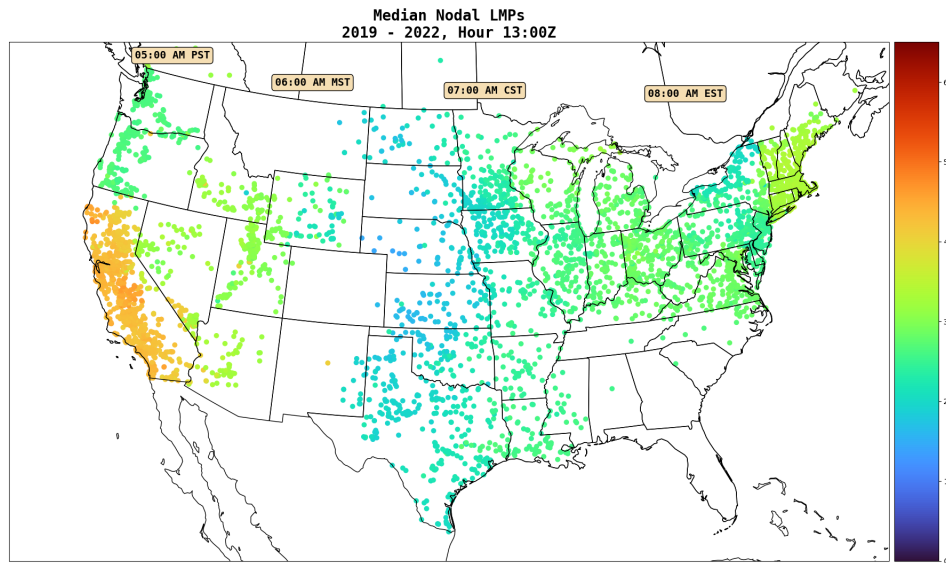 Median Nodal LMPs
2019 - 2022, Hour 13:00Z
05:00 AM PST
06:00 AM MST
07:00 AM CST
08:00 AM EST